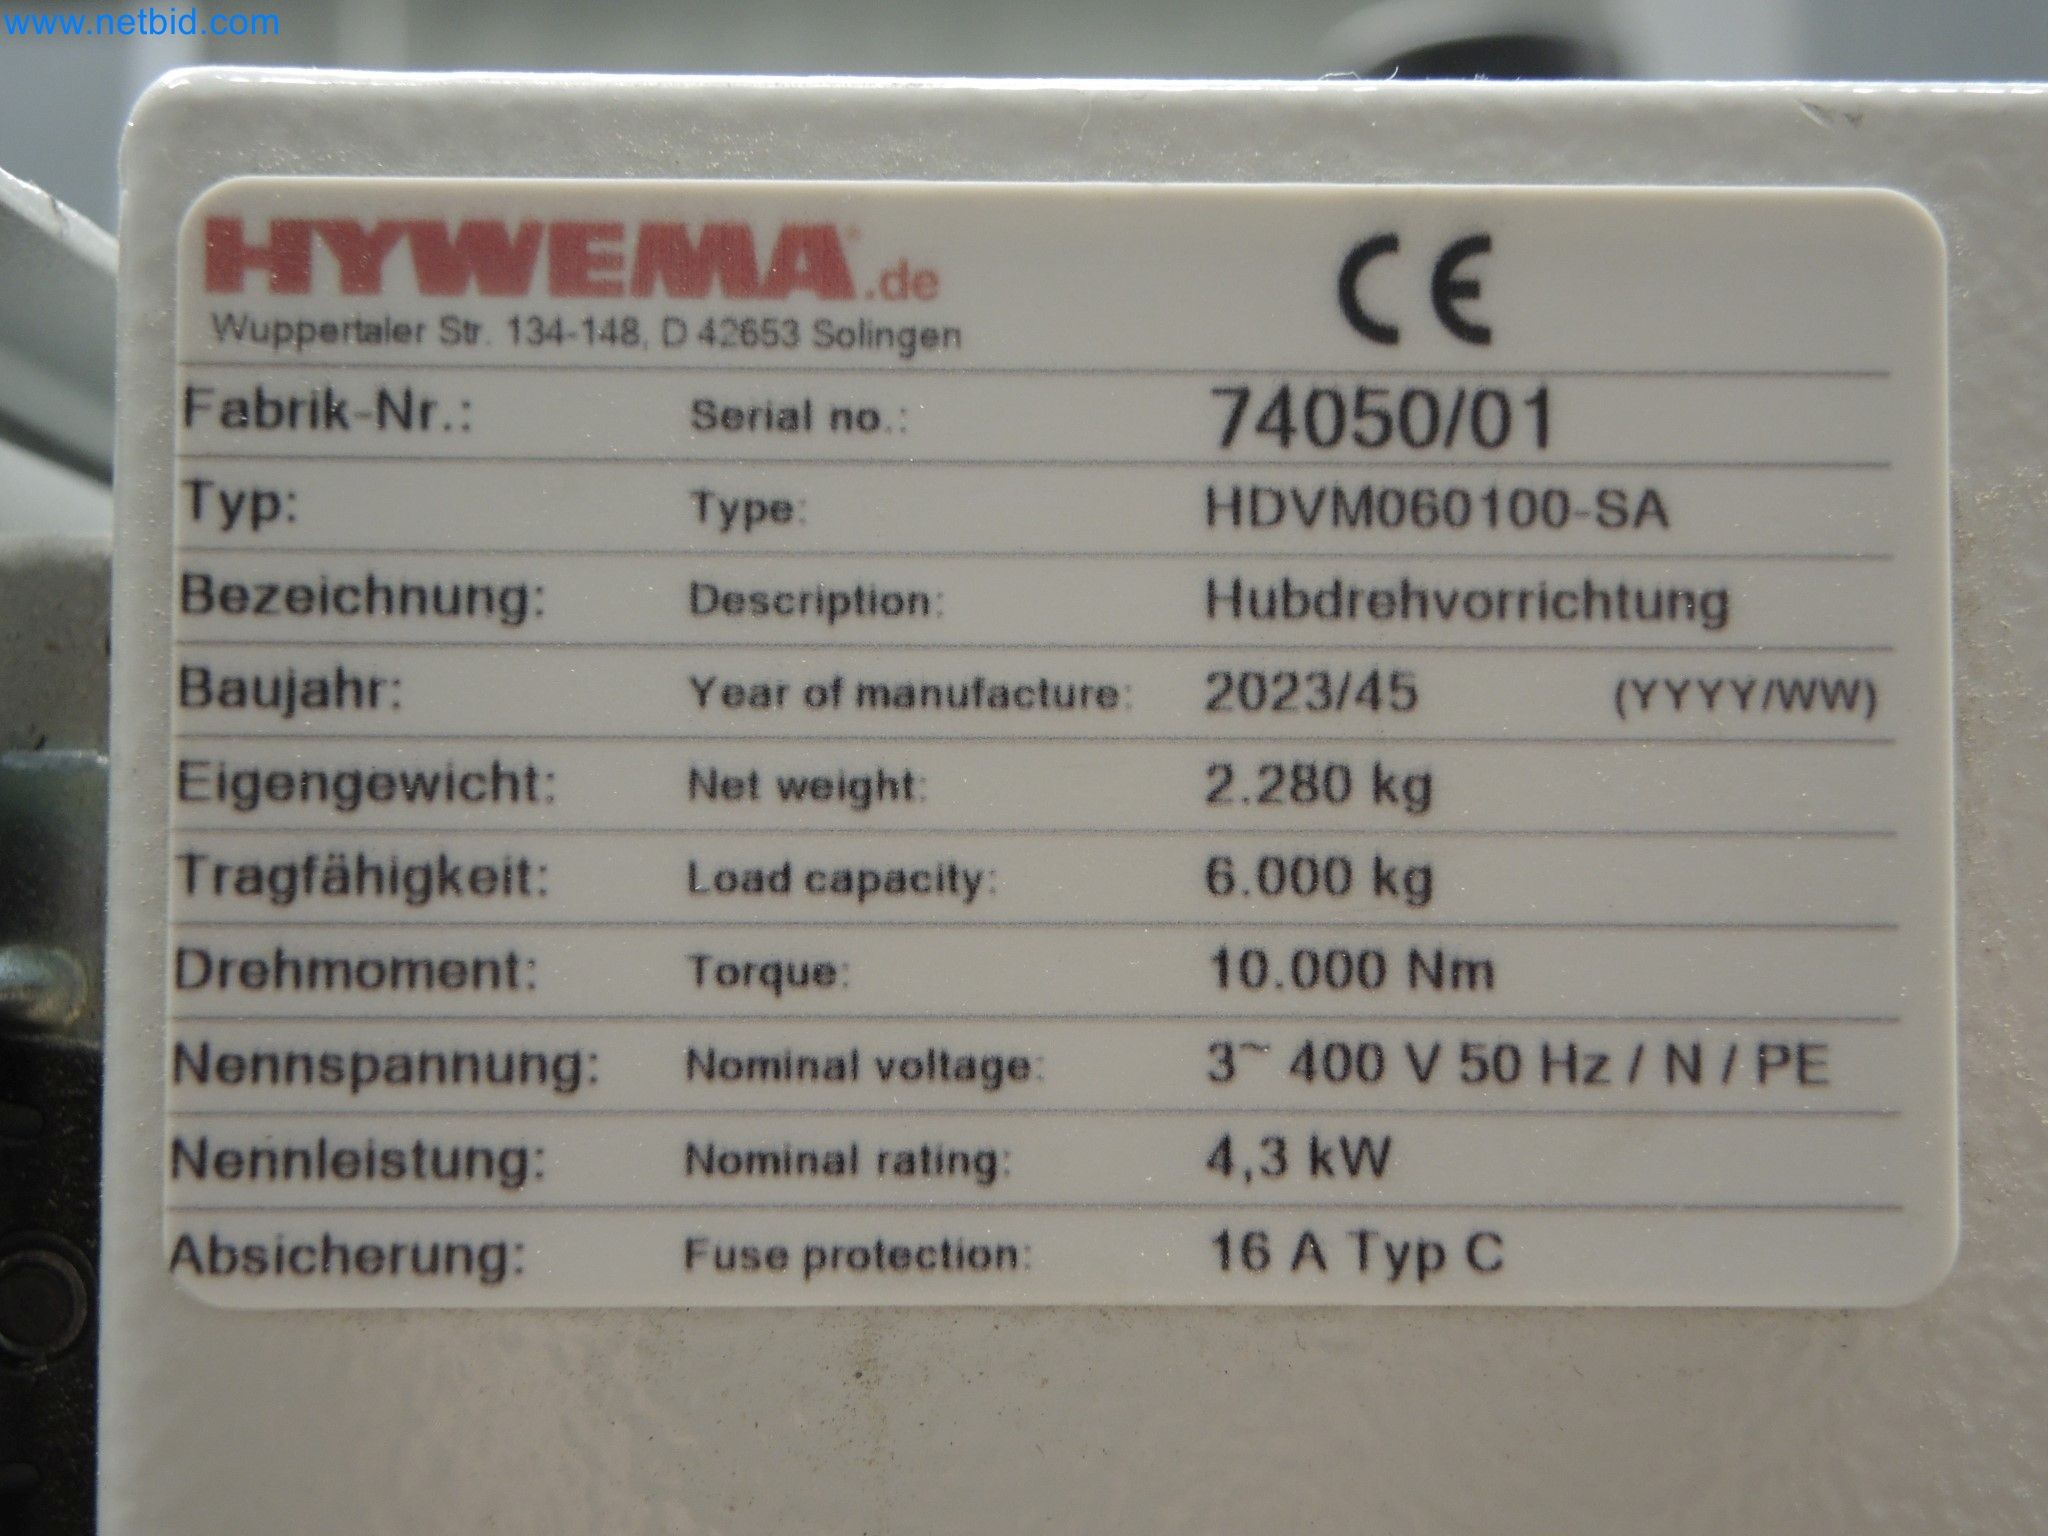 www.netbid.com
HYWEMA®.de
CE
Wuppertaler Str. 134-148, D 42653 Solingen
Fabrik-Nr.: Serial no.: 74050/01
Typ: Type: HDVM060100-SA
Bezeichnung: Description: Hubdrehvorrichtung
Baujahr: Year of manufacture: 2023/45 (YYYY/WW)
Eigengewicht: Net weight: 2.280 kg
Tragfähigkeit: Load capacity: 6.000 kg
Drehmoment: Torque: 10.000 Nm
Nennspannung: Nominal voltage: 3~ 400 V 50 Hz / N / PE
Nennleistung: Nominal rating: 4,3 kW
Absicherung: Fuse protection: 16 A Typ C